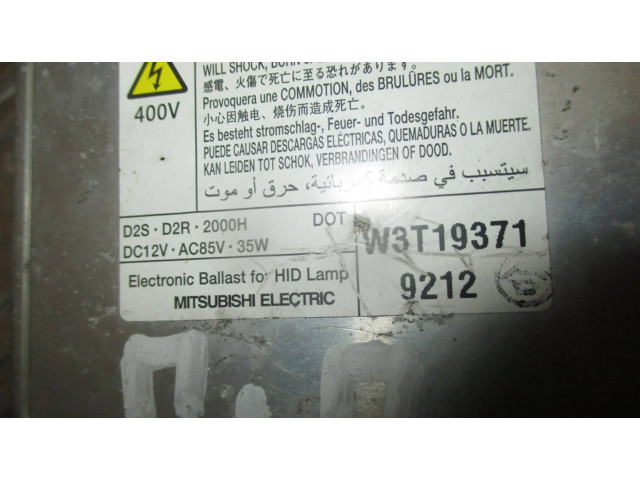 WILL SHOCK, BURN
感電、火傷で死亡に至る恐れがあります。
Provoquera une COMMOTION, des BRULÛRES ou la MORT.
小心因触电、烧伤而造成死亡。
Es besteht stromschlag-, Feuer- und Todesgefahr.
PUEDE CAUSAR DESCARGAS ELÉCTRICAS, QUEMADURAS O LA MUERTE.
KAN LEIDEN TOT SCHOK, VERBRANDINGEN OF DOOD.
سيتسبب في صدمة كهربائية، حرق أو موت
400V
D2S · D2R · 2000H DOT
DC12V · AC85V · 35W
W3T19371
Electronic Ballast for HID Lamp
MITSUBISHI ELECTRIC
9212